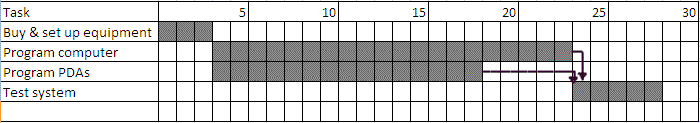 Task 5 10 15 20 25 30
Buy & set up equipment
Program computer
Program PDAs
Test system